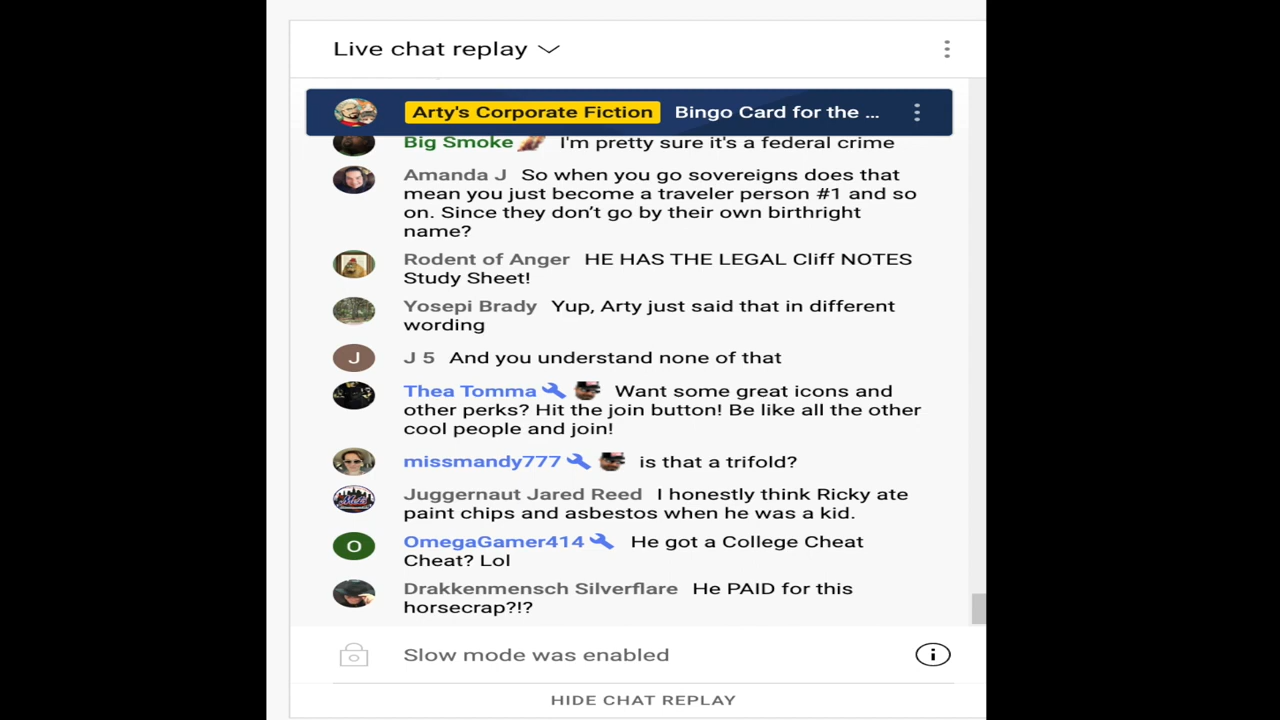 Live chat replay
Arty's Corporate Fiction Bingo Card for the ...
Big Smoke I'm pretty sure it's a federal crime
Amanda J So when you go sovereigns does that
mean you just become a traveler person #1 and so
on. Since they don’t go by their own birthright
name?
Rodent of Anger HE HAS THE LEGAL Cliff NOTES
Study Sheet!
Yosepi Brady Yup, Arty just said that in different
wording
J
J 5 And you understand none of that
Thea Tomma Want some great icons and
other perks? Hit the join button! Be like all the other
cool people and join!
missmandy777 is that a trifold?
Juggernaut Jared Reed I honestly think Ricky ate
paint chips and asbestos when he was a kid.
O
OmegaGamer414 He got a College Cheat
Cheat? Lol
Drakkenmensch Silverflare He PAID for this
horsecrap?!?
Slow mode was enabled
HIDE CHAT REPLAY